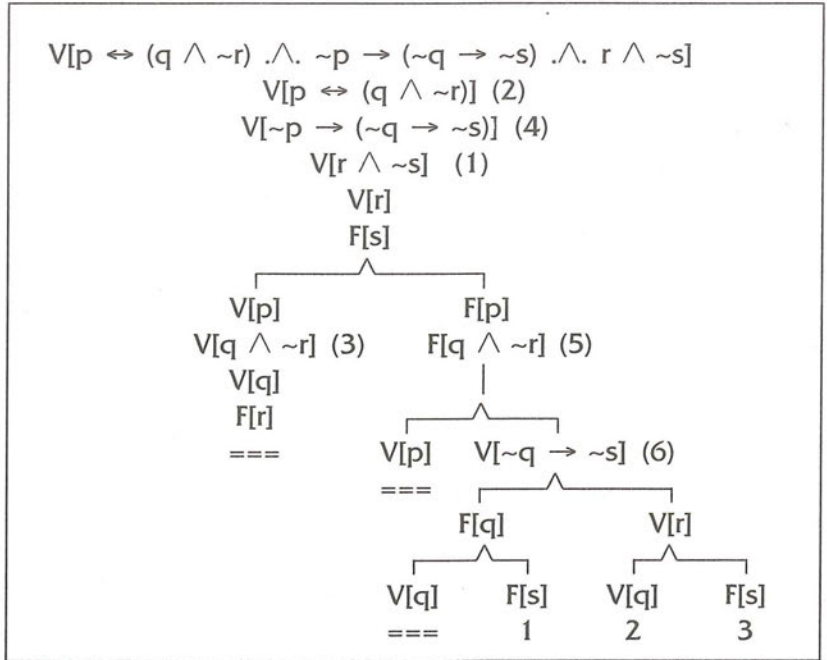 V[p ↔ (q ∧ ~r) .∧. ~p → (~q → ~s) .∧. r ∧ ~s]
V[p ↔ (q ∧ ~r)] (2)
V[~p → (~q → ~s)] (4)
V[r ∧ ~s] (1)
V[r]
F[s]
V[p] F[p]
V[q ∧ ~r] (3) F[q ∧ ~r] (5)
V[q]
F[r]
=== V[p] V[~q → ~s] (6)
===
F[q] V[r]
V[q] F[s] V[q] F[s]
=== 1 2 3